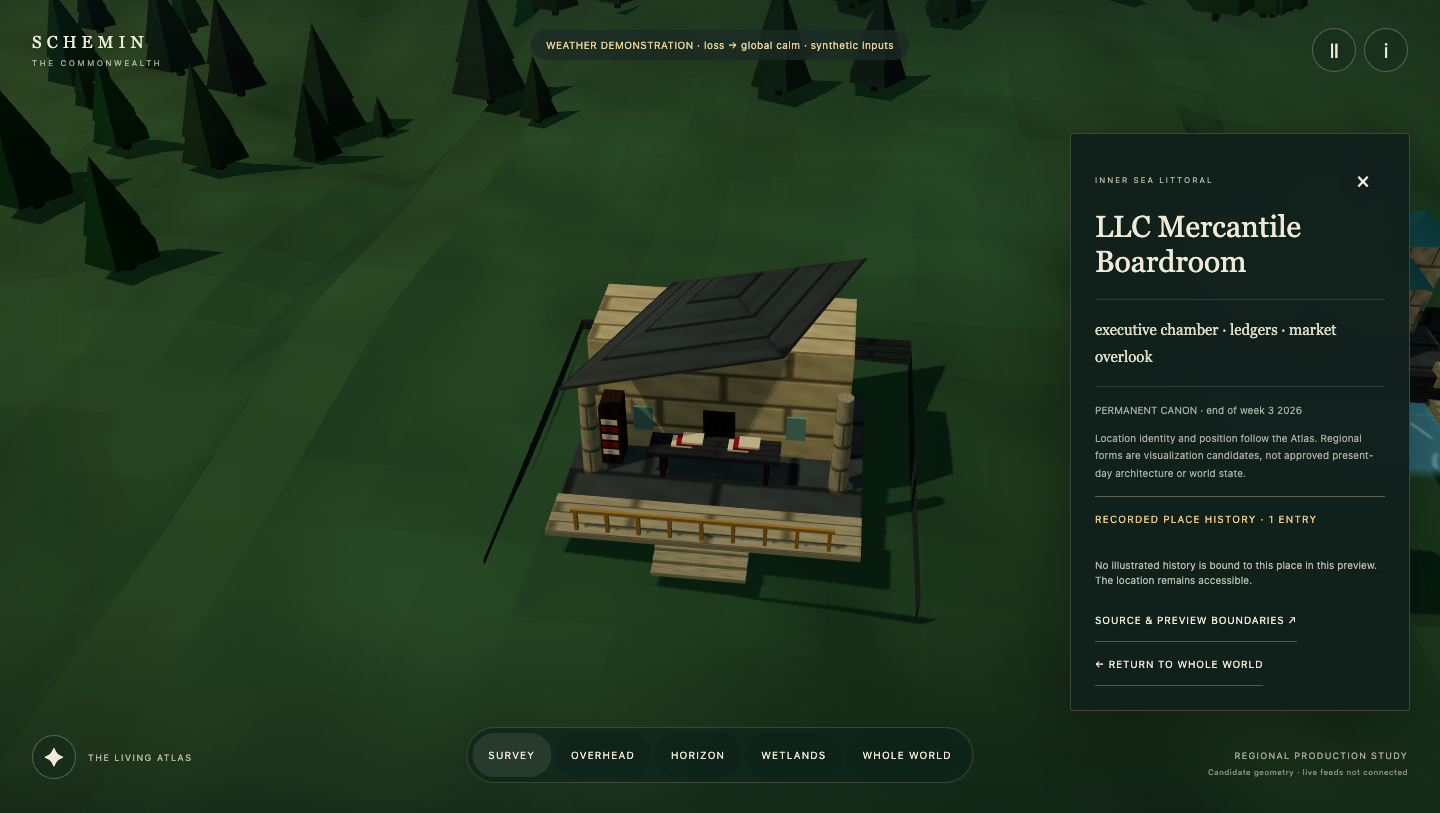 SCHEMIN
THE COMMONWEALTH
WEATHER DEMONSTRATION · loss → global calm · synthetic inputs
i
INNER SEA LITTORAL
LLC Mercantile
Boardroom
executive chamber · ledgers · market
overlook
PERMANENT CANON · end of week 3 2026
Location identity and position follow the Atlas. Regional
forms are visualization candidates, not approved present-
day architecture or world state.
RECORDED PLACE HISTORY · 1 ENTRY
No illustrated history is bound to this place in this preview.
The location remains accessible.
SOURCE & PREVIEW BOUNDARIES ↗
← RETURN TO WHOLE WORLD
THE LIVING ATLAS
SURVEY
OVERHEAD
HORIZON
WETLANDS
WHOLE WORLD
REGIONAL PRODUCTION STUDY
Candidate geometry · live feeds not connected